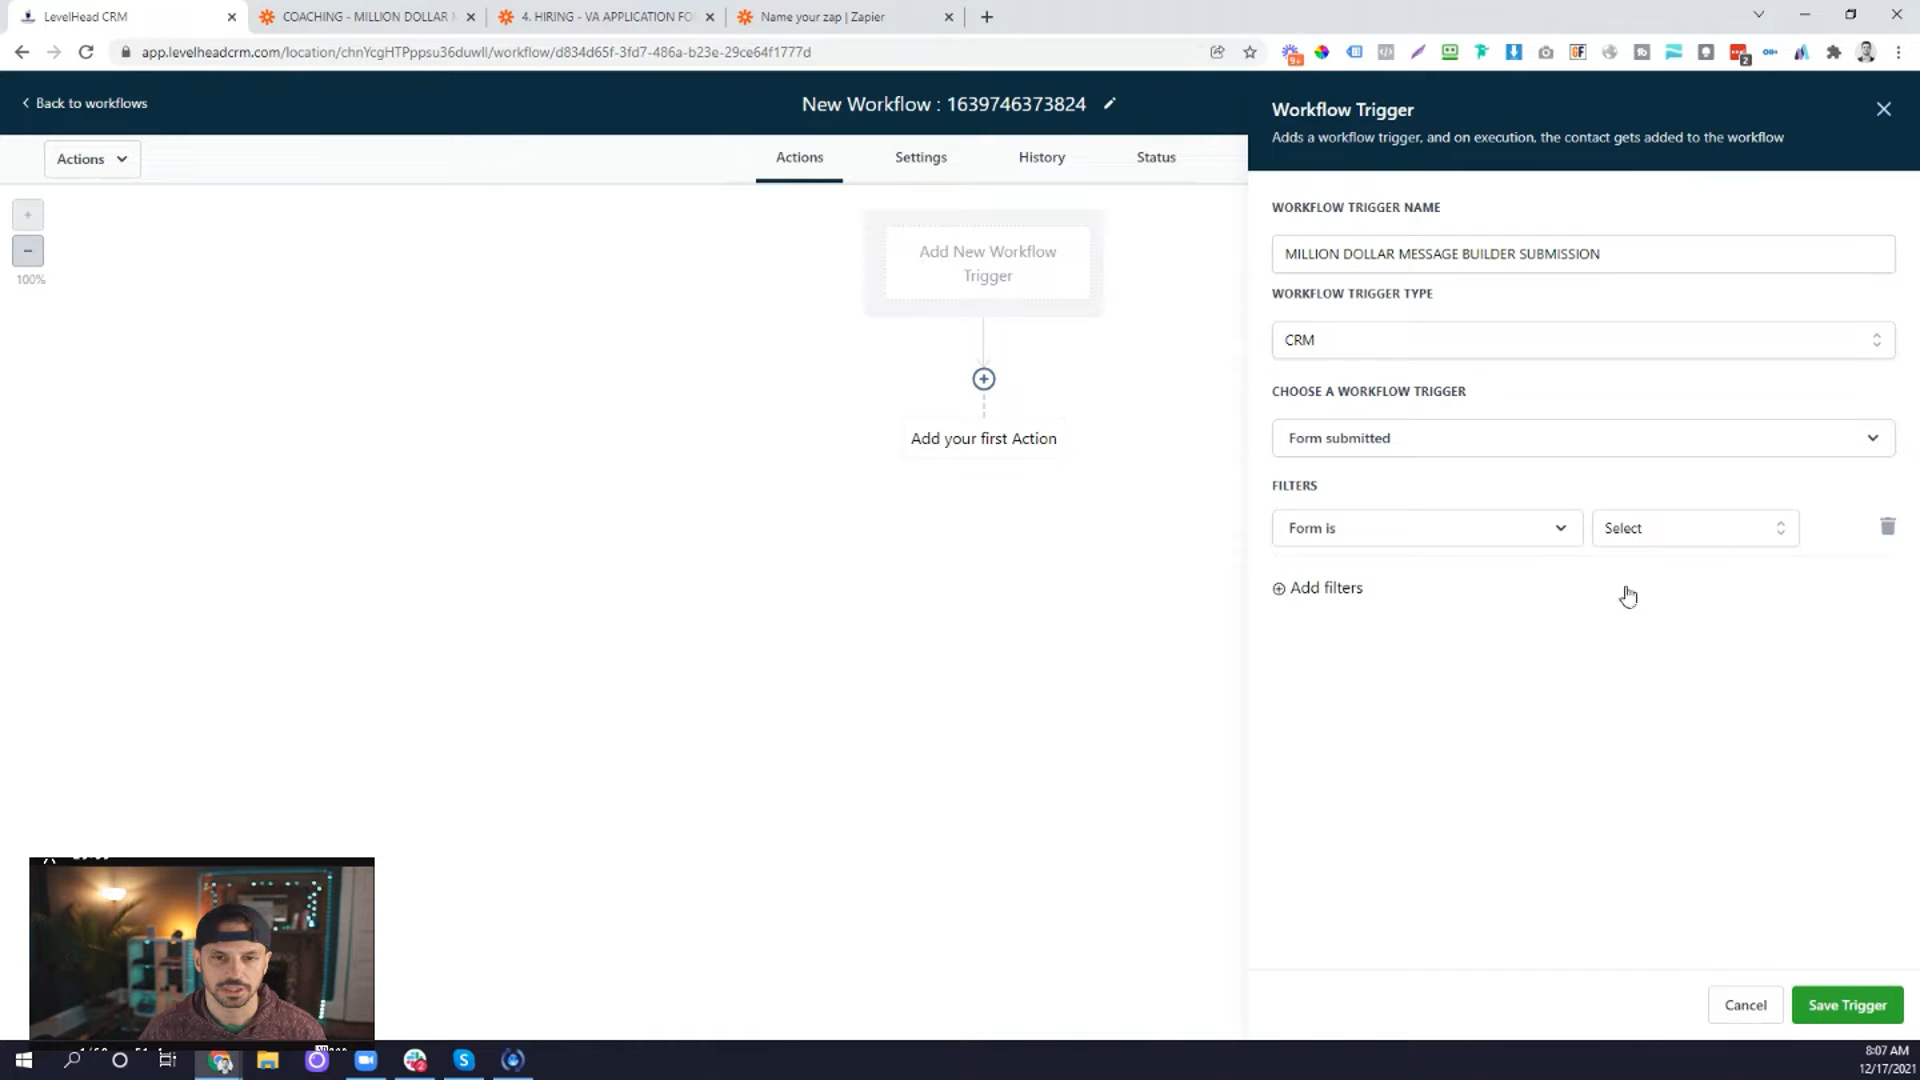 LevelHead CRM
COACHING - MILLION DOLLAR M
4. HIRING - VA APPLICATION FO
Name your zap | Zapier
app.levelheadcrm.com/location/chnYcgHTPppsu36duwll/workflow/d834d65f-3fd7-486a-b23e-29ce64f1777d
Back to workflows
New Workflow : 1639746373824
Workflow Trigger
Adds a workflow trigger, and on execution, the contact gets added to the workflow
Actions
Actions
Settings
History
Status
100%
Add New Workflow
Trigger
Add your first Action
WORKFLOW TRIGGER NAME
MILLION DOLLAR MESSAGE BUILDER SUBMISSION
WORKFLOW TRIGGER TYPE
CRM
CHOOSE A WORKFLOW TRIGGER
Form submitted
FILTERS
Form is
Select
Add filters
Cancel
Save Trigger
8:07 AM
12/17/2021